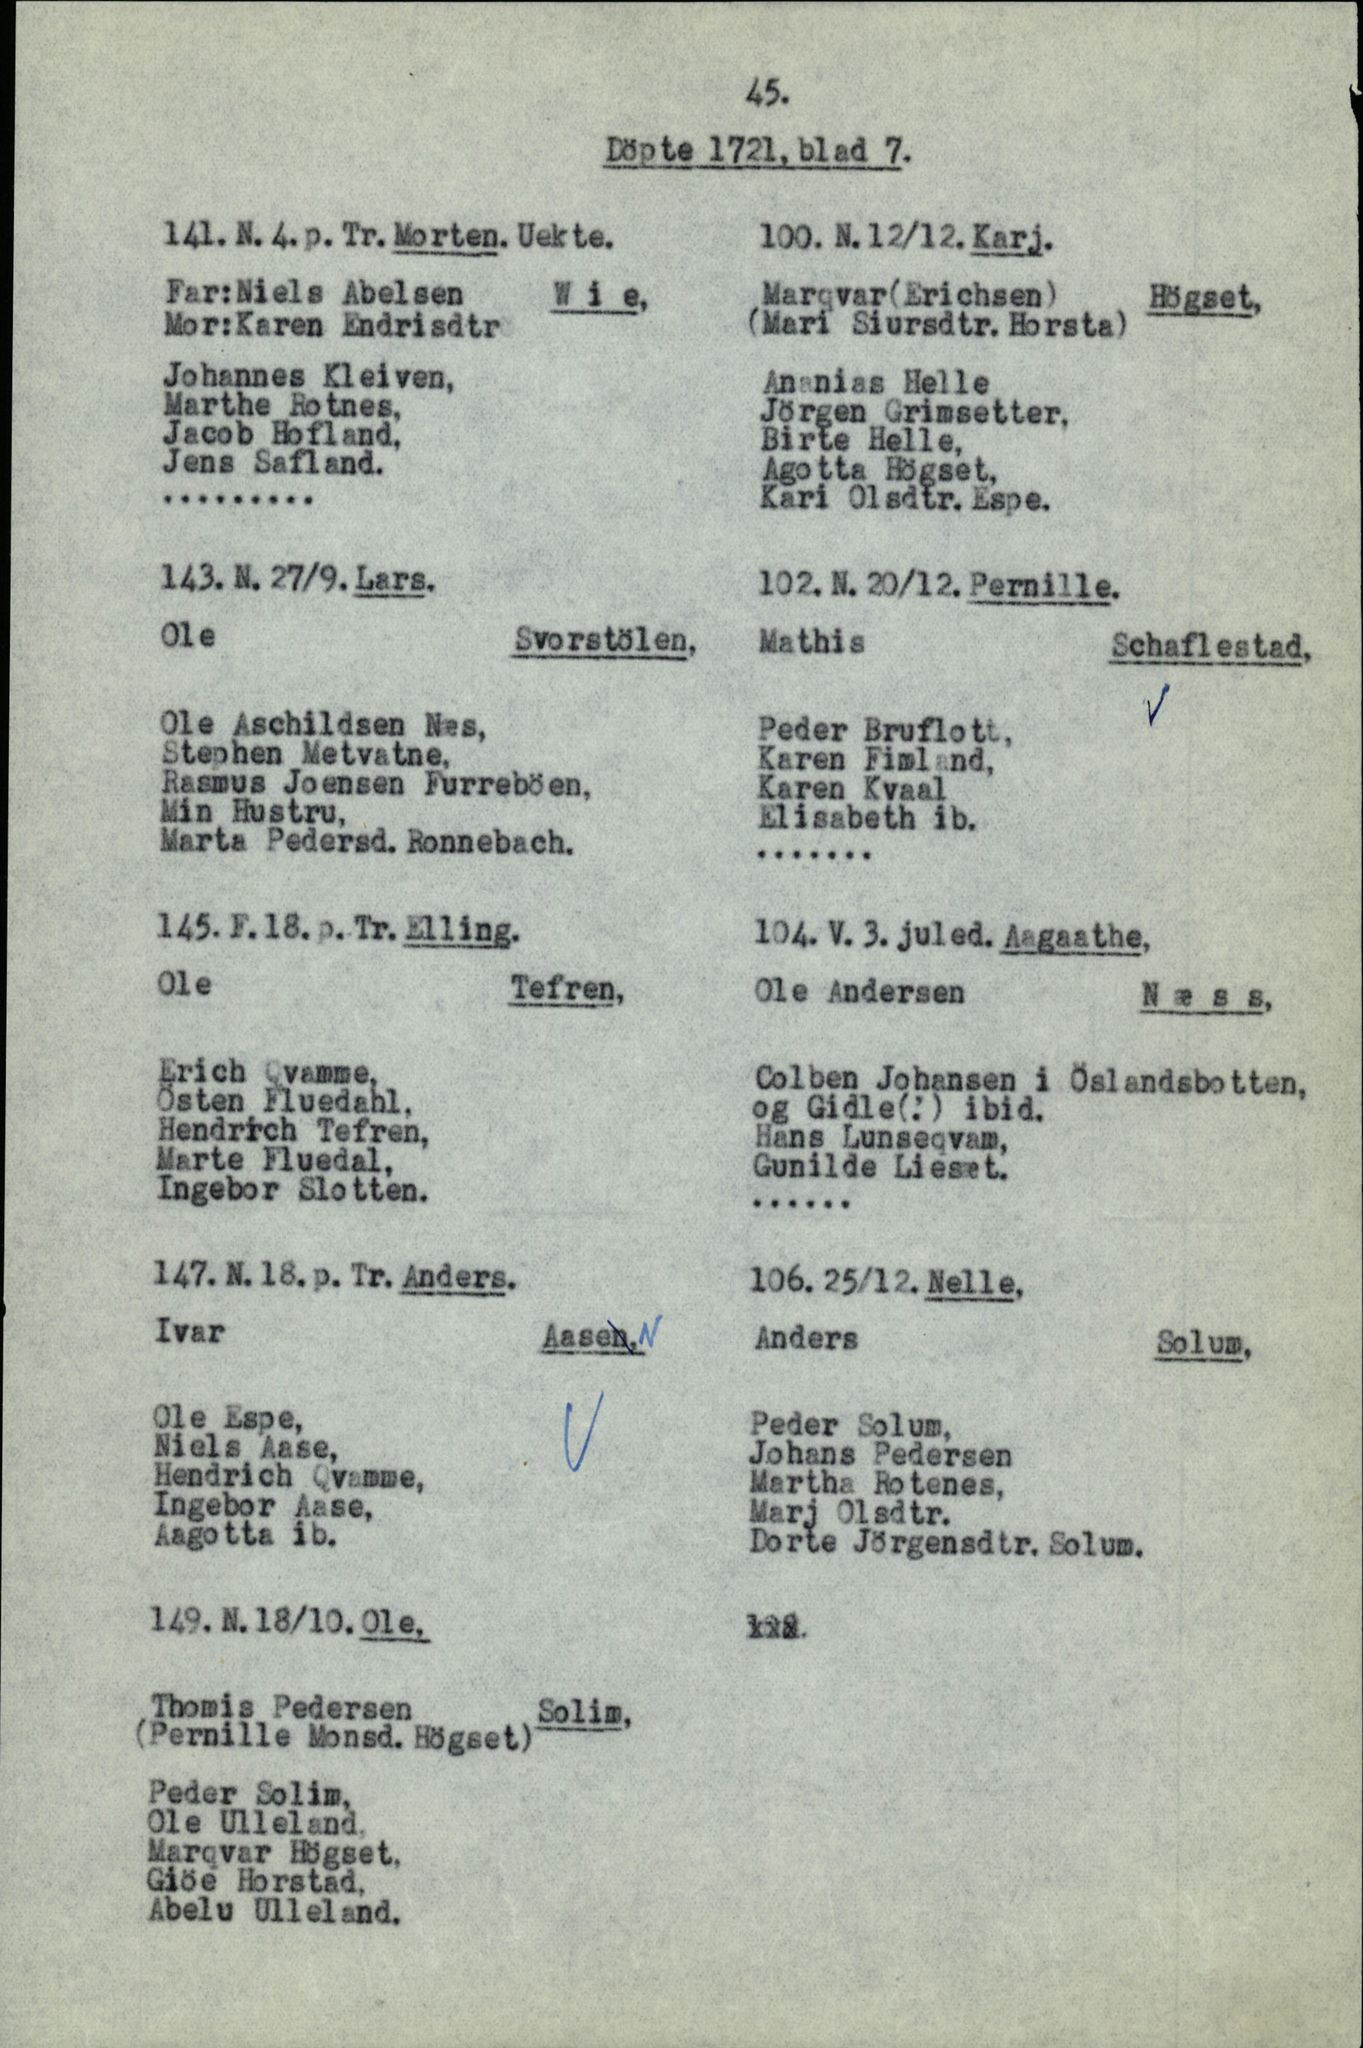 45.
Döpte 1721, blad 7.
141. N. 4. p. Tr. Morten. Uekte.
Far:Niels Abelsen W i e,
Mor:Karen Endrisdtr
Johannes Kleiven,
Marthe Rotnes,
Jacob Hofland,
Jens Safland.
.........
143. N. 27/9. Lars.
Ole Svorstölen,
Ole Aschildsen Næs,
Stephen Metvatne,
Rasmus Joensen Furreböen,
Min Hustru,
Marta Pedersd. Ronnebach.
145. F. 18. p. Tr. Elling.
Ole Tefren,
Erich Qvamme,
Östen Fluedahl,
Hendrich Tefren,
Marte Fluedal,
Ingebor Slotten.
147. N. 18. p. Tr. Anders.
Ivar Aasen, N
Ole Espe,
Niels Aase,
Hendrich Qvamme,
Ingebor Aase,
Aagotta ib.
149. N. 18/10. Ole,
Thomis Pedersen Solim,
(Pernille Monsd. Högset)
Peder Solim,
Ole Ulleland,
Marqvar Högset,
Giöe Horstad,
Abelu Ulleland.
100. N. 12/12. Karj.
Marqvar(Erichsen) Högset,
(Mari Siursdtr. Horsta)
Ananias Helle
Jörgen Grimsetter,
Birte Helle,
Agotta Högset,
Kari Olsdtr. Espe.
102. N. 20/12. Pernille.
Mathis Schaflestad,
Peder Bruflott,
Karen Fimland,
Karen Kvaal
Elisabeth ib.
.......
104. V. 3. juled. Aagaathe,
Ole Andersen N æ s s,
Colben Johansen i Öslandsbotten,
og Gidle(:) ibid.
Hans Lunseqvam,
Gunilde Liesæt.
......
106. 25/12. Nelle,
Anders Solum,
Peder Solum,
Johans Pedersen
Martha Rotenes,
Marj Olsdtr.
Dorte Jörgensdtr. Solum.